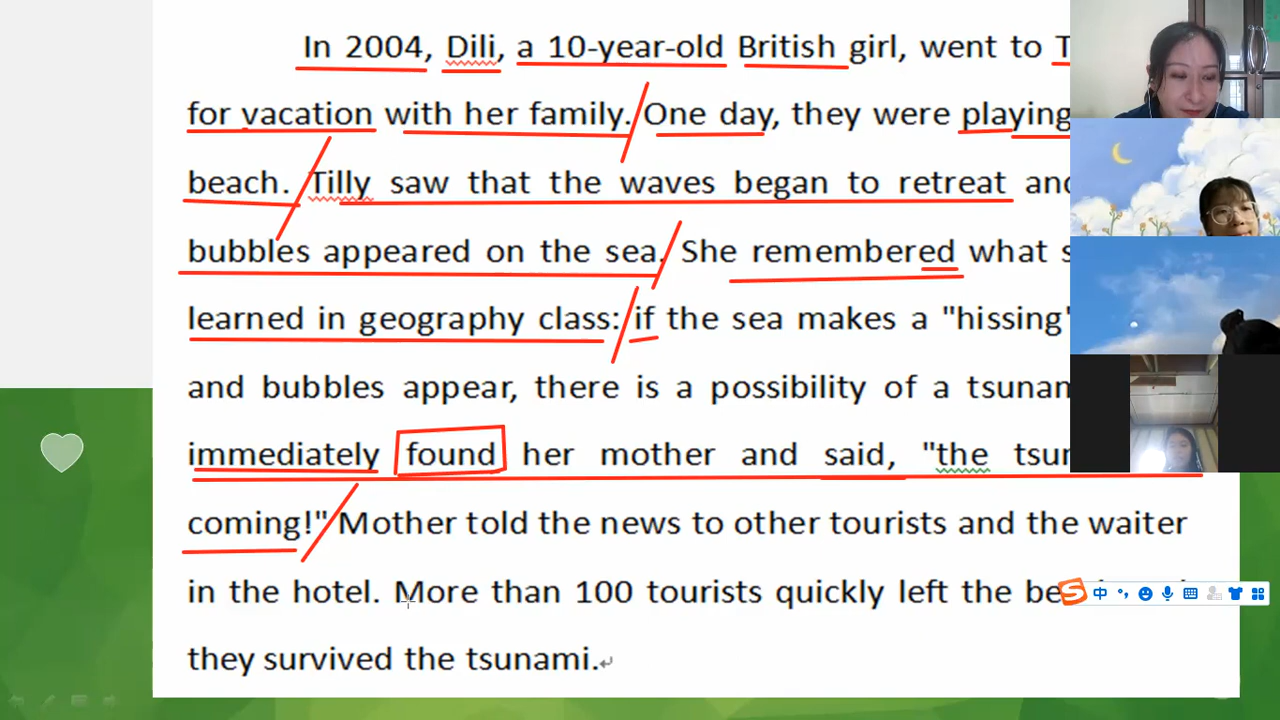 In 2004, Dili, a 10-year-old British girl, went to
for vacation with her family. One day, they were playing
beach. Tilly saw that the waves began to retreat and
bubbles appeared on the sea. She remembered what
learned in geography class: if the sea makes a "hissing"
and bubbles appear, there is a possibility of a
immediately found her mother and said, "the
coming!" Mother told the news to other tourists and the waiter
in the hotel. More than 100 tourists quickly left the
they survived the tsunami.
中